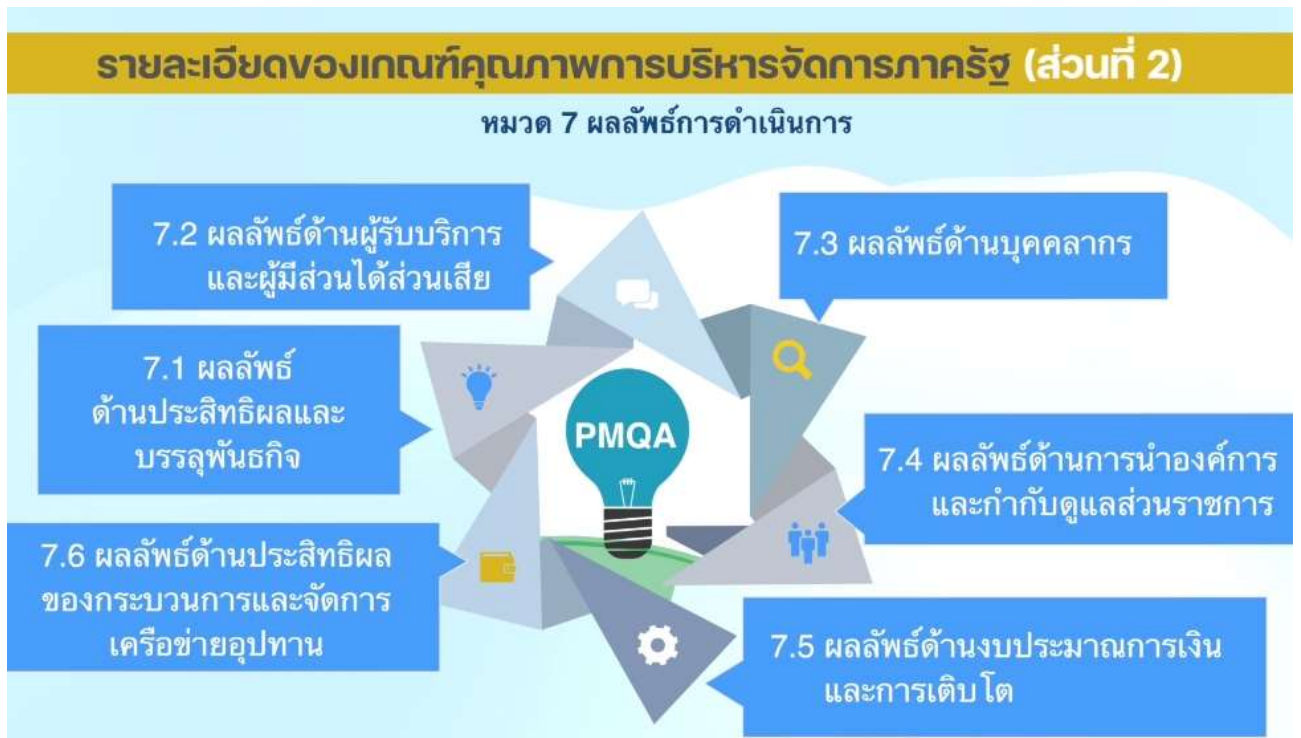 รายละเอียดของเกณฑ์คุณภาพการบริหารจัดการภาครัฐ (ส่วนที่ 2)
หมวด 7 ผลลัพธ์การดำเนินการ
7.2 ผลลัพธ์ด้านผู้รับบริการ
และผู้มีส่วนได้ส่วนเสีย
7.3 ผลลัพธ์ด้านบุคคลากร
7.1 ผลลัพธ์
ด้านประสิทธิผลและ
บรรลุพันธกิจ
PMQA
7.4 ผลลัพธ์ด้านการนำองค์การ
และกำกับดูแลส่วนราชการ
7.6 ผลลัพธ์ด้านประสิทธิผล
ของกระบวนการและจัดการ
เครือข่ายอุปทาน
7.5 ผลลัพธ์ด้านงบประมาณการเงิน
และการเติบโต